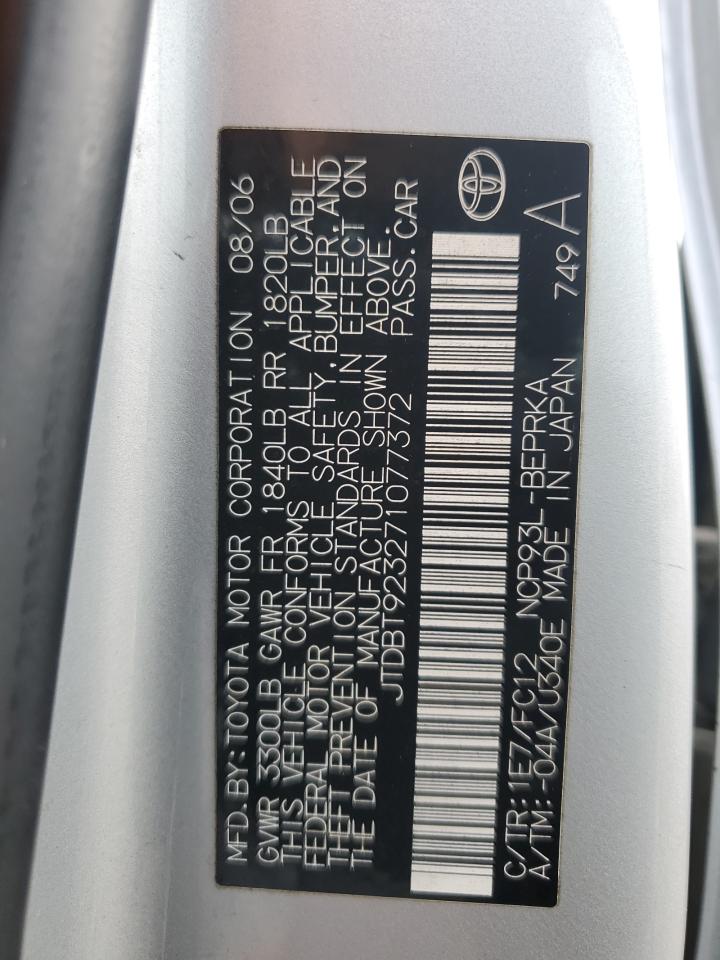 MFD. BY: TOYOTA MOTOR CORPORATION 08/06
GVWR 3300LB GAWR FR 1840LB RR 1820LB
THIS VEHICLE CONFORMS TO ALL APPLICABLE
FEDERAL MOTOR VEHICLE SAFETY, BUMPER, AND
THEFT PREVENTION STANDARDS IN EFFECT ON
THE DATE OF MANUFACTURE SHOWN ABOVE.
JTDBT923271077372 PASS. CAR
C/TR: 1E7/FC12 NCP93L-BEPRKA
A/TM: -04A/U340E MADE IN JAPAN 749 A